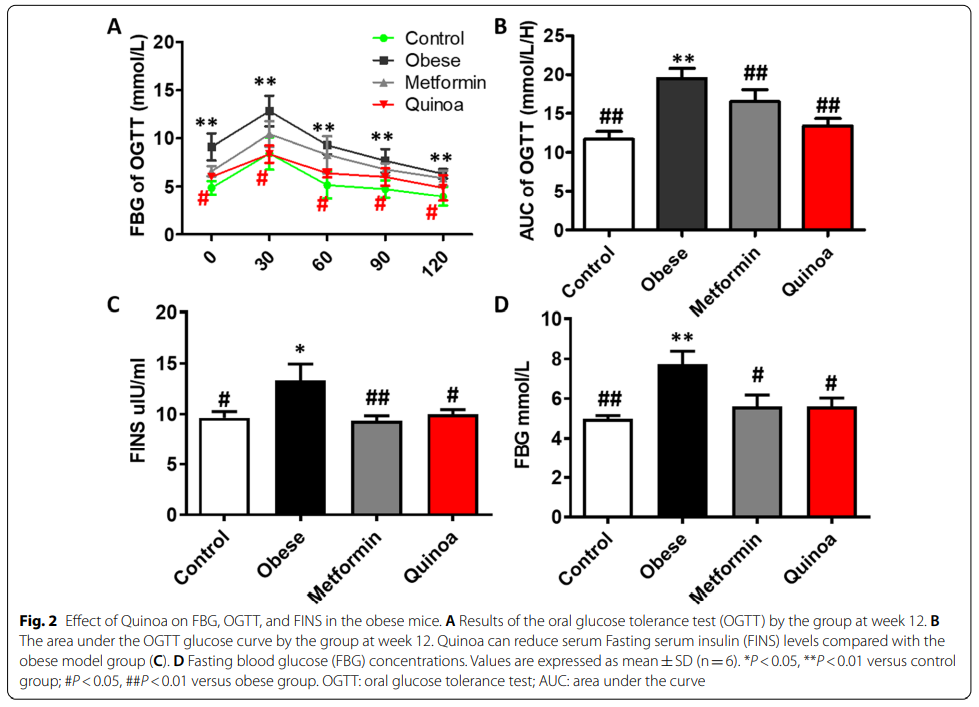 A
FBG of OGTT (mmol/L)
20
15
10
5
0
0
30
60
90
120
Control
Obese
Metformin
Quinoa
**
**
**
**
**
#
#
#
#
#
B
AUC of OGTT (mmol/L/H)
25
20
15
10
5
0
##
**
##
##
Control
Obese
Metformin
Quinoa
C
FINS uIU/ml
20
15
10
5
0
#
*
##
#
Control
Obese
Metformin
Quinoa
D
FBG mmol/L
10
8
6
4
2
0
##
**
#
#
Control
Obese
Metformin
Quinoa
Fig. 2 Effect of Quinoa on FBG, OGTT, and FINS in the obese mice. A Results of the oral glucose tolerance test (OGTT) by the group at week 12. B
The area under the OGTT glucose curve by the group at week 12. Quinoa can reduce serum Fasting serum insulin (FINS) levels compared with the
obese model group (C). D Fasting blood glucose (FBG) concentrations. Values are expressed as mean ± SD (n = 6). *P < 0.05, **P < 0.01 versus control
group; #P < 0.05, ##P < 0.01 versus obese group. OGTT: oral glucose tolerance test; AUC: area under the curve